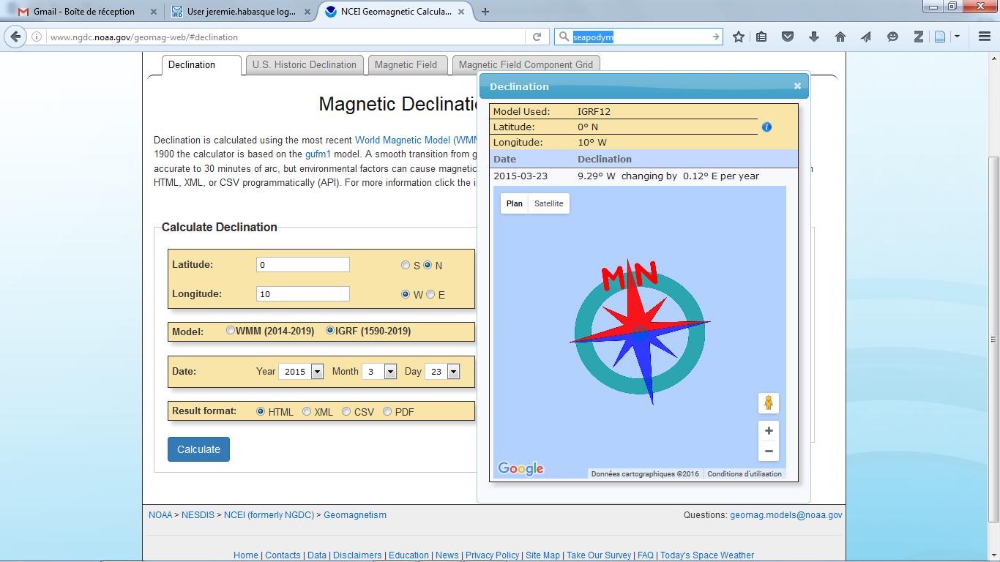 Gmail - Boîte de réception
User jeremie.habasque log...
NCEI Geomagnetic Calcula...
www.ngdc.noaa.gov/geomag-web/#declination
seapodym
Declination
U.S. Historic Declination
Magnetic Field
Magnetic Field Component Grid
Magnetic Declinati
Declination is calculated using the most recent World Magnetic Model (WMM
1900 the calculator is based on the gufm1 model. A smooth transition from g
accurate to 30 minutes of arc, but environmental factors can cause magnetic
HTML, XML, or CSV programmatically (API). For more information click the i
Calculate Declination
Latitude: 0 S N
Longitude: 10 W E
Model: WMM (2014-2019) IGRF (1590-2019)
Date: Year 2015 Month 3 Day 23
Result format: HTML XML CSV PDF
Calculate
Declination
Model Used: IGRF12
Latitude: 0° N
Longitude: 10° W
Date Declination
2015-03-23 9.29° W changing by 0.12° E per year
Plan Satellite
MN
Google
Données cartographiques ©2016 Conditions d'utilisation
NOAA > NESDIS > NCEI (formerly NGDC) > Geomagnetism
Questions: geomag.models@noaa.gov
Home | Contacts | Data | Disclaimers | Education | News | Privacy Policy | Site Map | Take Our Survey | FAQ | Today's Space Weather